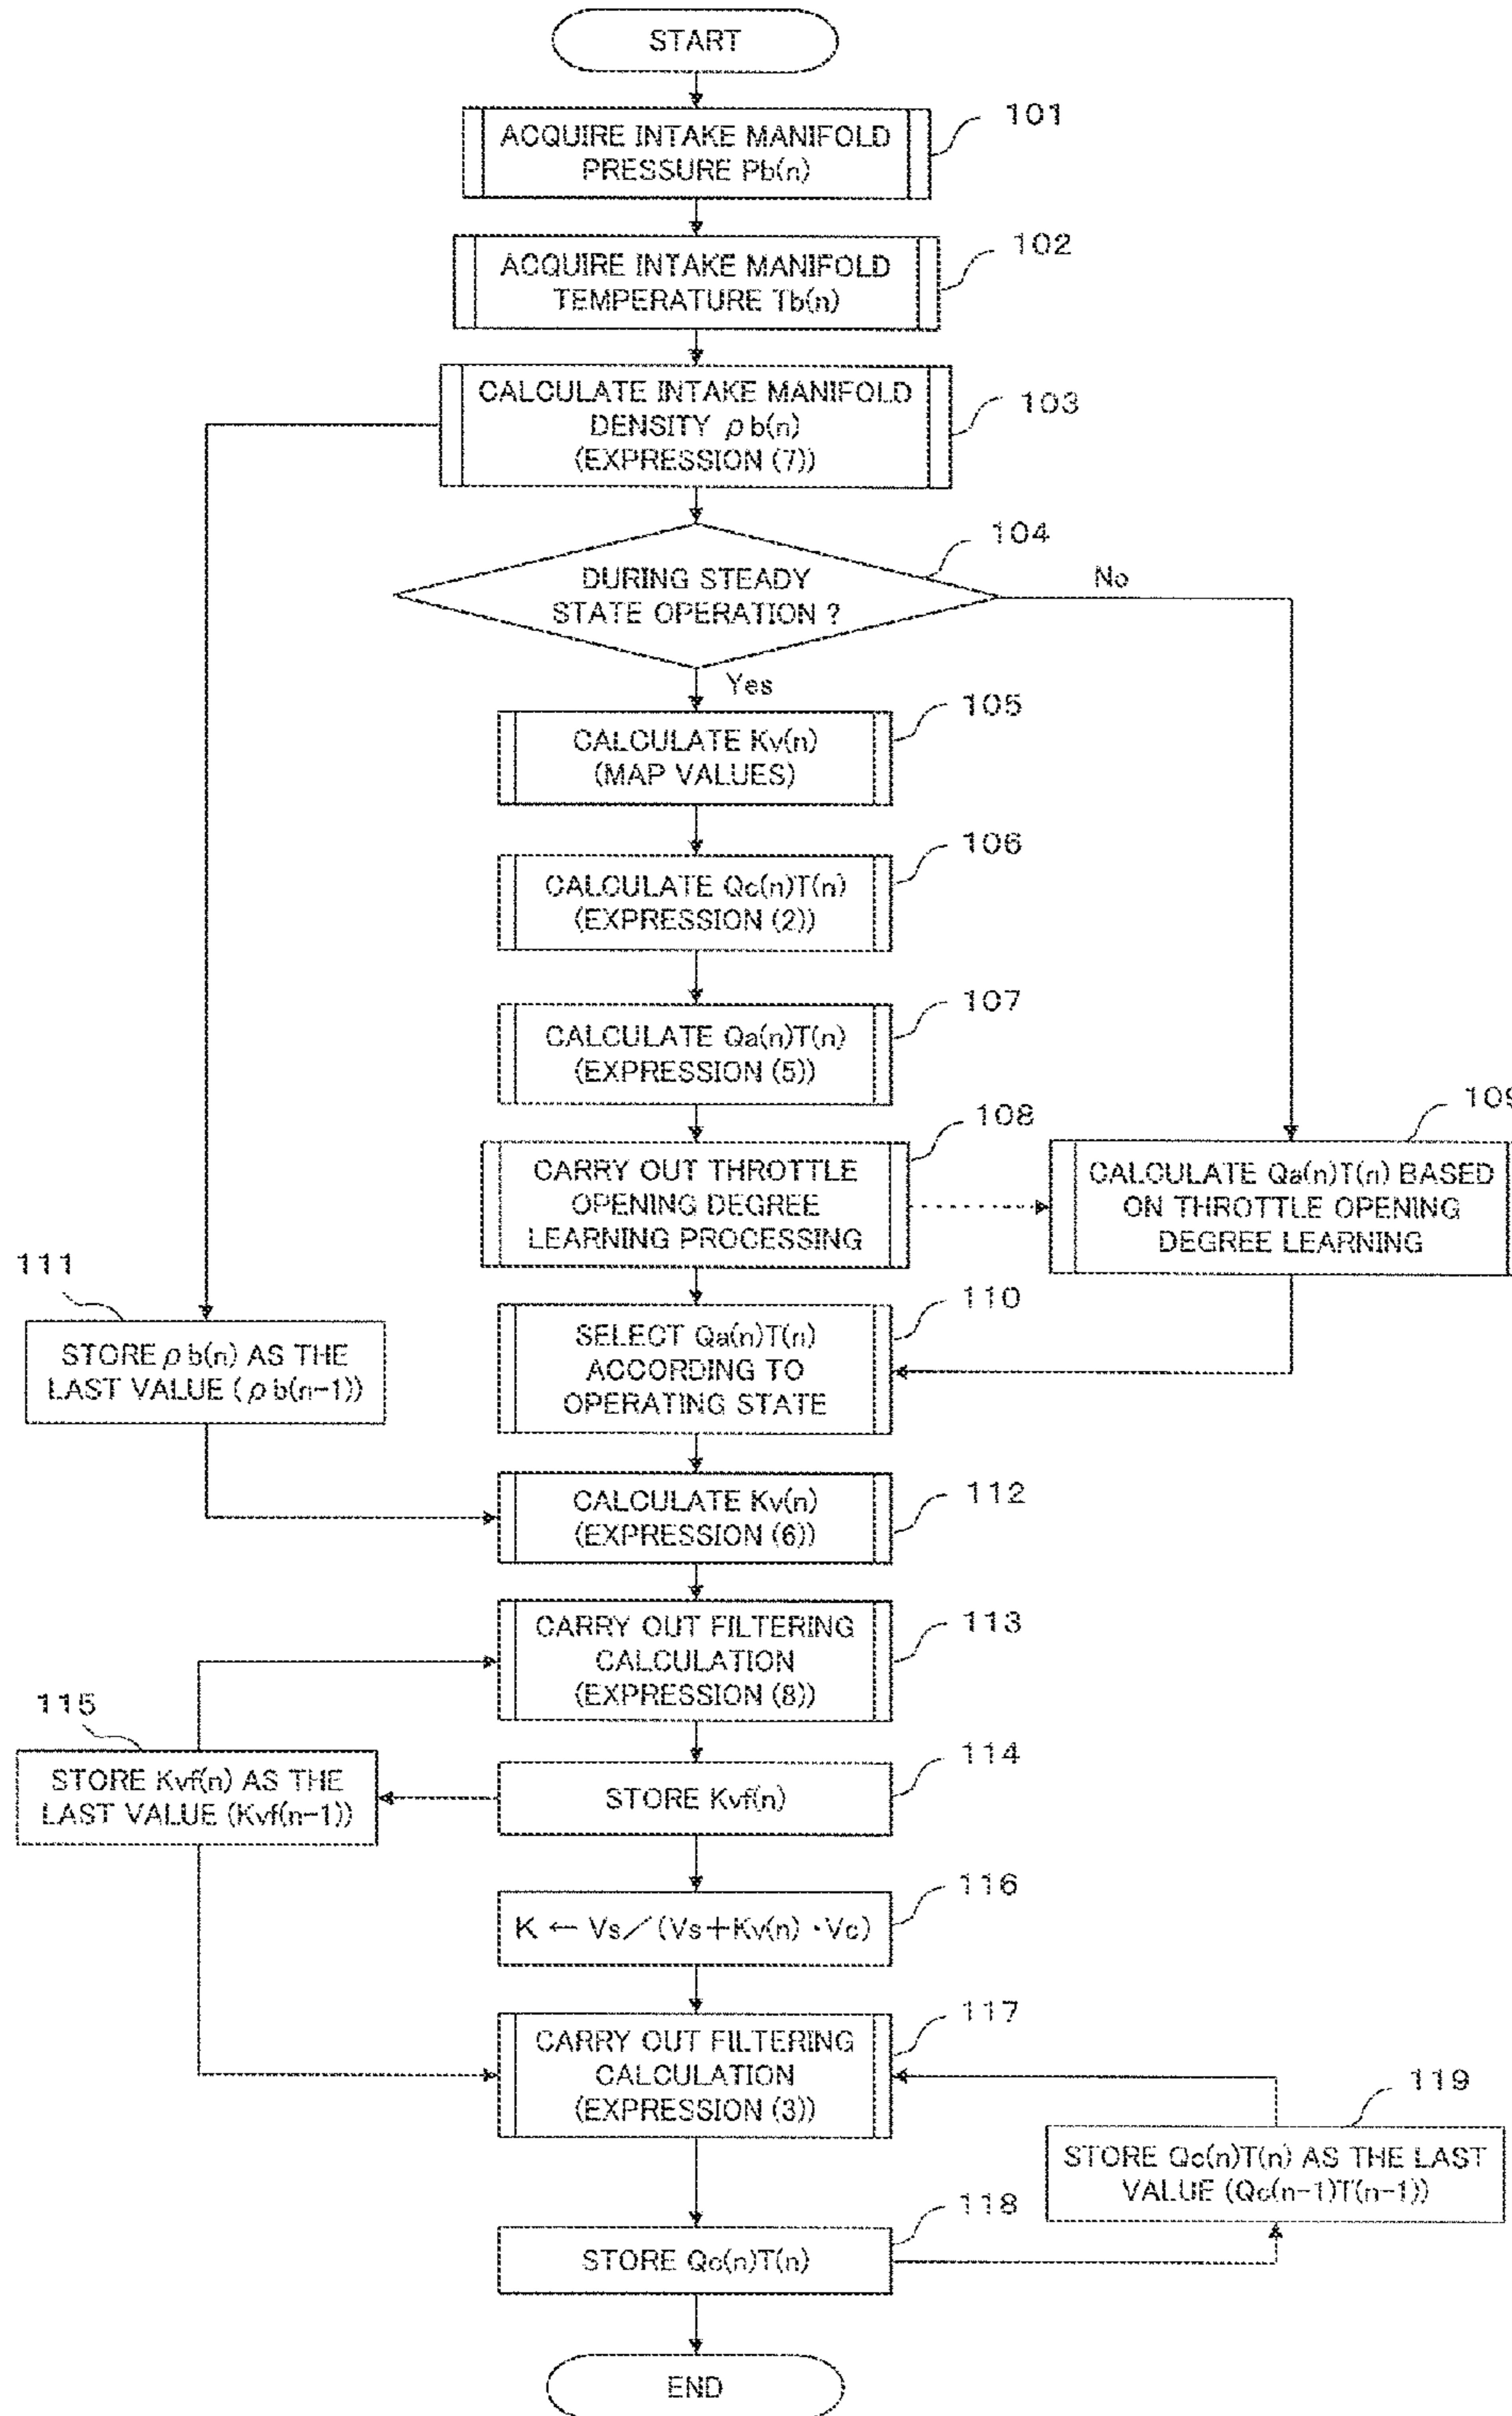 START
101
ACQUIRE INTAKE MANIFOLD
PRESSURE Pb(n)
102
ACQUIRE INTAKE MANIFOLD
TEMPERATURE Tb(n)
103
CALCULATE INTAKE MANIFOLD
DENSITY ρb(n)
(EXPRESSION (7))
104
DURING STEADY
STATE OPERATION ?
No
Yes
105
CALCULATE Kv(n)
(MAP VALUES)
106
CALCULATE Qc(n)T(n)
(EXPRESSION (2))
107
CALCULATE Qa(n)T(n)
(EXPRESSION (5))
108
CARRY OUT THROTTLE
OPENING DEGREE
LEARNING PROCESSING
109
CALCULATE Qa(n)T(n) BASED
ON THROTTLE OPENING
DEGREE LEARNING
110
SELECT Qa(n)T(n)
ACCORDING TO
OPERATING STATE
111
STORE ρb(n) AS THE
LAST VALUE (ρb(n-1))
112
CALCULATE Kv(n)
(EXPRESSION (6))
113
CARRY OUT FILTERING
CALCULATION
(EXPRESSION (8))
114
STORE Kvf(n)
115
STORE Kvf(n) AS THE
LAST VALUE (Kvf(n-1))
116
K ← Vs/(Vs+Kv(n)・Vc)
117
CARRY OUT FILTERING
CALCULATION
(EXPRESSION (3))
118
STORE Qc(n)T(n)
119
STORE Qc(n)T(n) AS THE LAST
VALUE (Qc(n-1)T(n-1))
END